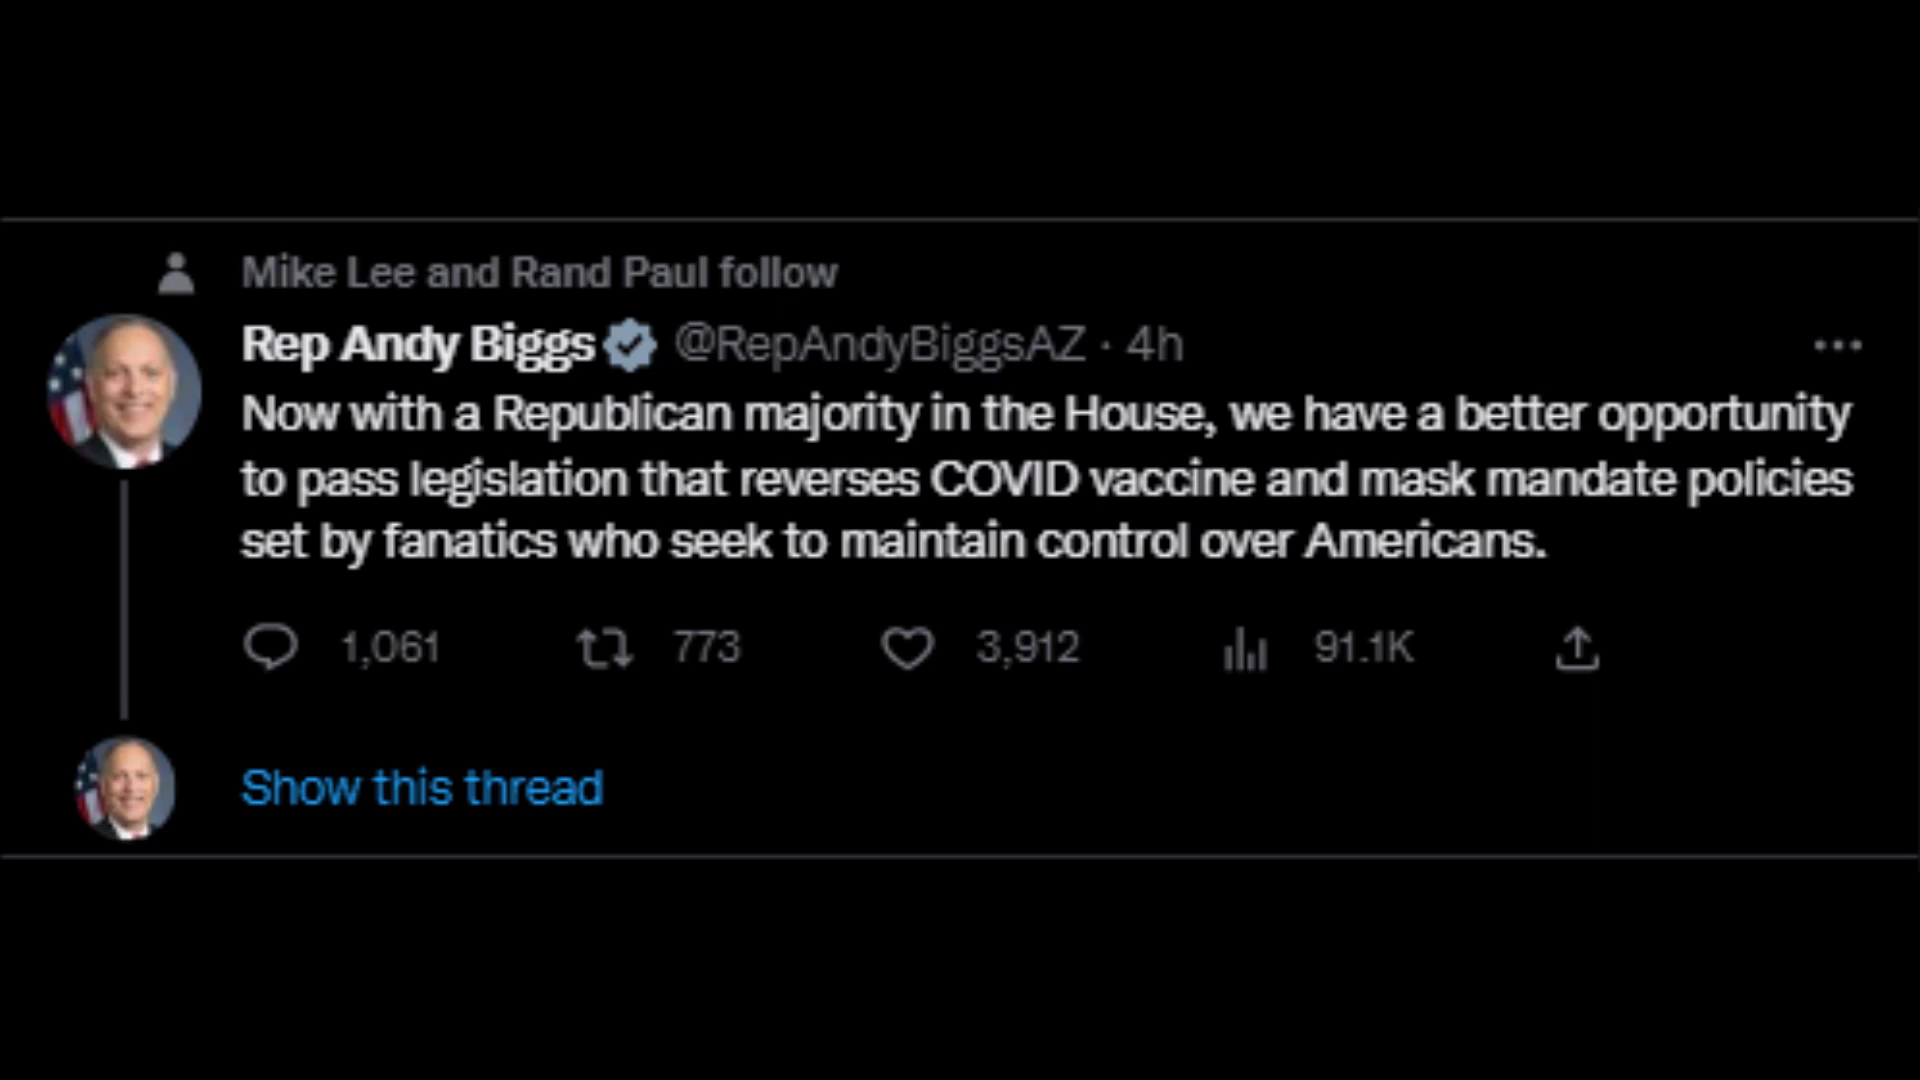 Mike Lee and Rand Paul follow
Rep Andy Biggs @RepAndyBiggsAZ · 4h
Now with a Republican majority in the House, we have a better opportunity
to pass legislation that reverses COVID vaccine and mask mandate policies
set by fanatics who seek to maintain control over Americans.
1,061 773 3,912 91.1K
Show this thread